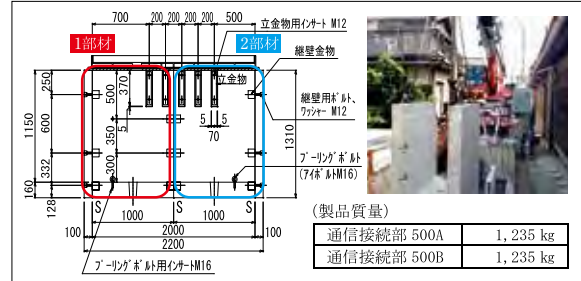 700 200 200 200 200 500
立金物用インサート M12
1部材
2部材
継壁金物
立金物
継壁用ボルト、
ワッシャー M12
250
370
500
1150
600
5
350
300
332
160
128
5 5
70
1310
プーリングボルト
(アイボルトM16)
S S S
1000 1000
100 2000 100
2200
プーリングボルト用インサートM16
(製品質量)
通信接続部 500A 1,235 kg
通信接続部 500B 1,235 kg